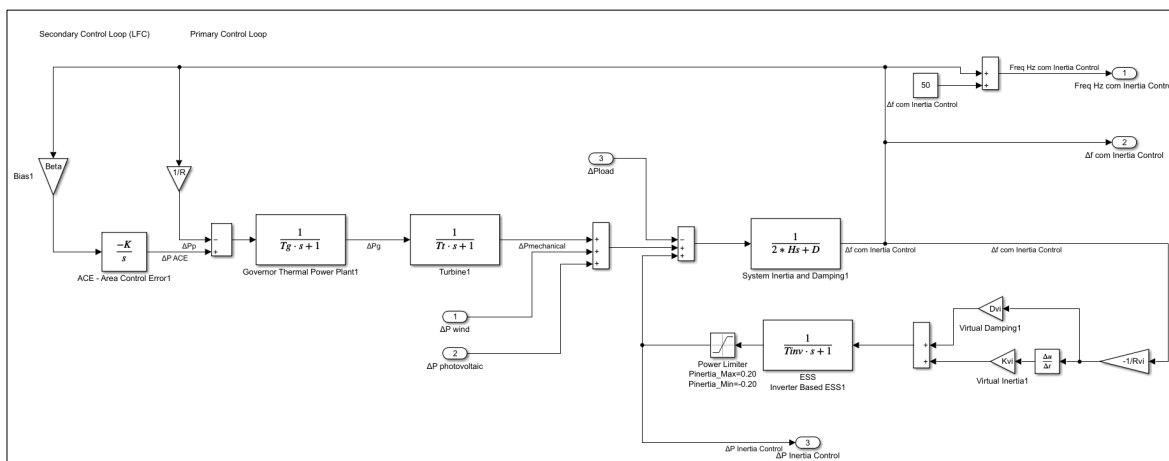 Secondary Control Loop (LFC)
Primary Control Loop
Freq Hz com Inertia Control
1
Freq Hz com Inertia Control
50
Δf com Inertia Control
2
Δf com Inertia Control
Beta
Bias1
1/R
3
ΔPload
ΔPp
-K
s
ΔP ACE
ACE - Area Control Error1
1
Tg · s + 1
Governor Thermal Power Plant1
ΔPg
1
Tt · s + 1
Turbine1
ΔPmechanical
1
2 * Hs + D
System Inertia and Damping1
Δf com Inertia Control
Δf com Inertia Control
1
ΔP wind
2
ΔP photovoltaic
Dvi
Virtual Damping1
Kvi
Virtual Inertia1
Δu
Δt
-1/Rvi
1
Tinv · s + 1
ESS
Inverter Based ESS1
Power Limiter
Pinertia_Max=0.20
Pinertia_Min=-0.20
ΔP Inertia Control
3
ΔP Inertia Control